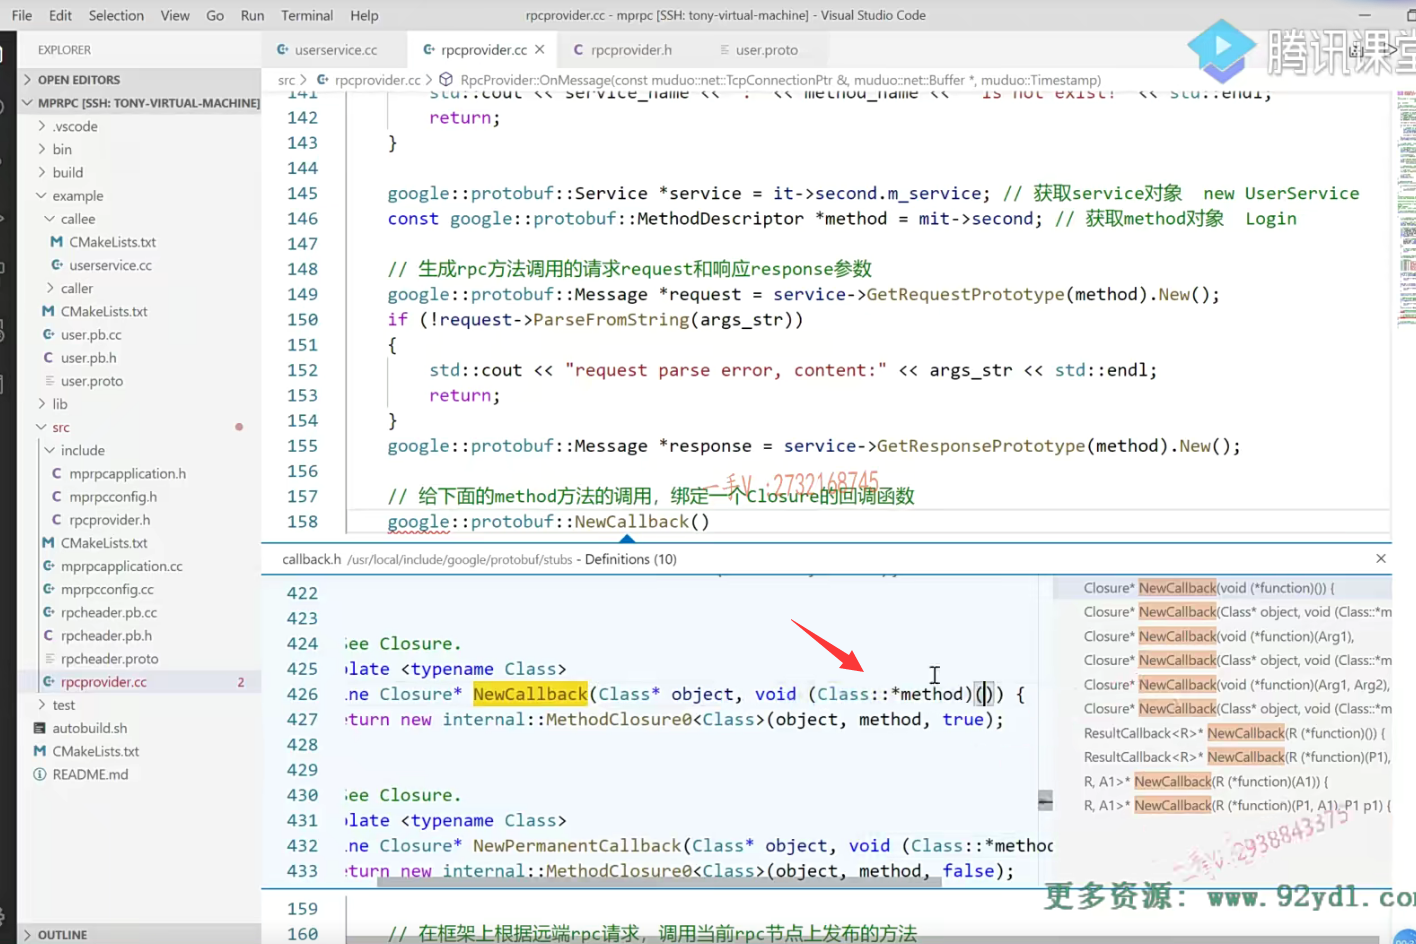 File Edit Selection View Go Run Terminal Help
rpcprovider.cc - mprpc [SSH: tony-virtual-machine] - Visual Studio Code
腾讯课堂
EXPLORER
OPEN EDITORS
MPRPC [SSH: TONY-VIRTUAL-MACHINE]
.vscode
bin
build
example
callee
CMakeLists.txt
userservice.cc
caller
CMakeLists.txt
user.pb.cc
user.pb.h
user.proto
lib
src
include
mprpcapplication.h
mprpcconfig.h
rpcprovider.h
CMakeLists.txt
mprpcapplication.cc
mprpcconfig.cc
rpcheader.pb.cc
rpcheader.pb.h
rpcheader.proto
rpcprovider.cc 2
test
autobuild.sh
CMakeLists.txt
README.md
OUTLINE
userservice.cc rpcprovider.cc rpcprovider.h user.proto
src > rpcprovider.cc > RpcProvider::OnMessage(const muduo::net::TcpConnectionPtr &, muduo::net::Buffer *, muduo::Timestamp)
141 std::cout << service_name << ":" << method_name << " is not exist!" << std::endl;
142 return;
143 }
144
145 google::protobuf::Service *service = it->second.m_service; // 获取service对象 new UserService
146 const google::protobuf::MethodDescriptor *method = mit->second; // 获取method对象 Login
147
148 // 生成rpc方法调用的请求request和响应response参数
149 google::protobuf::Message *request = service->GetRequestPrototype(method).New();
150 if (!request->ParseFromString(args_str))
151 {
152 std::cout << "request parse error, content:" << args_str << std::endl;
153 return;
154 }
155 google::protobuf::Message *response = service->GetResponsePrototype(method).New();
156
一手V.:2732168745
157 // 给下面的method方法的调用，绑定一个Closure的回调函数
158 google::protobuf::NewCallback()
callback.h /usr/local/include/google/protobuf/stubs - Definitions (10)
422
423
424 See Closure.
425 plate <typename Class>
426 ine Closure* NewCallback(Class* object, void (Class::*method)()) {
427 eturn new internal::MethodClosure0<Class>(object, method, true);
428
429
430 See Closure.
431 plate <typename Class>
432 ine Closure* NewPermanentCallback(Class* object, void (Class::*method
433 eturn new internal::MethodClosure0<Class>(object, method, false);
Closure* NewCallback(void (*function)()) {
Closure* NewCallback(Class* object, void (Class::*m
Closure* NewCallback(void (*function)(Arg1),
Closure* NewCallback(Class* object, void (Class::*m
Closure* NewCallback(void (*function)(Arg1, Arg2),
Closure* NewCallback(Class* object, void (Class::*m
ResultCallback<R>* NewCallback(R (*function)()) {
ResultCallback<R>* NewCallback(R (*function)(P1),
R, A1>* NewCallback(R (*function)(A1)) {
R, A1>* NewCallback(R (*function)(P1, A1), P1 p1) {
一手V:2938843375
更多资源: www.92yd1.com
159
160 // 在框架上根据远端rpc请求，调用当前rpc节点上发布的方法